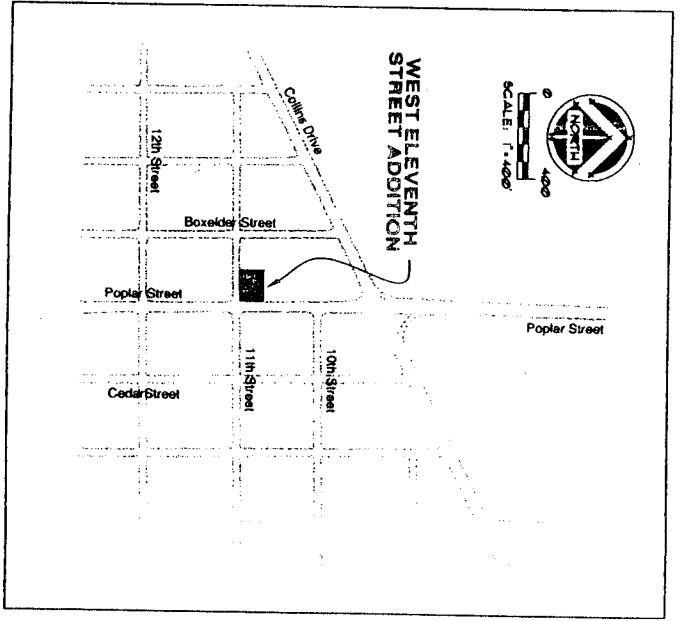 WEST ELEVENTH
STREET ADDITION
NORTH
0 400
SCALE: 1"=400'
Collins Drive
12th Street
Boxelder Street
Poplar Street
Poplar Street
11th Street
10th Street
Cedar Street